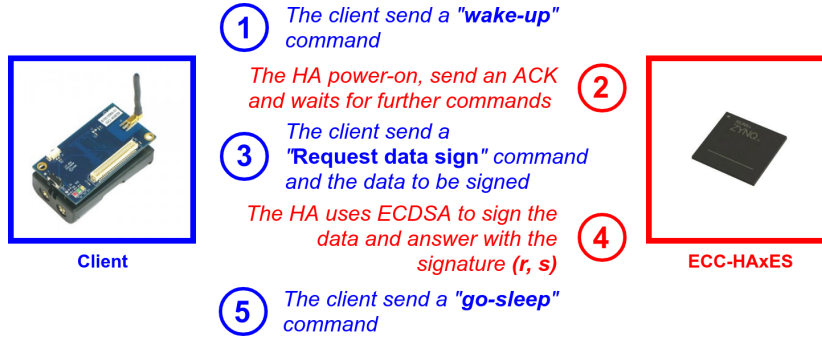 1
The client send a "wake-up"
command
The HA power-on, send an ACK
and waits for further commands
2
3
The client send a
"Request data sign" command
and the data to be signed
The HA uses ECDSA to sign the
data and answer with the
signature (r, s)
4
Client
ECC-HAxES
5
The client send a "go-sleep"
command
ZYNQ